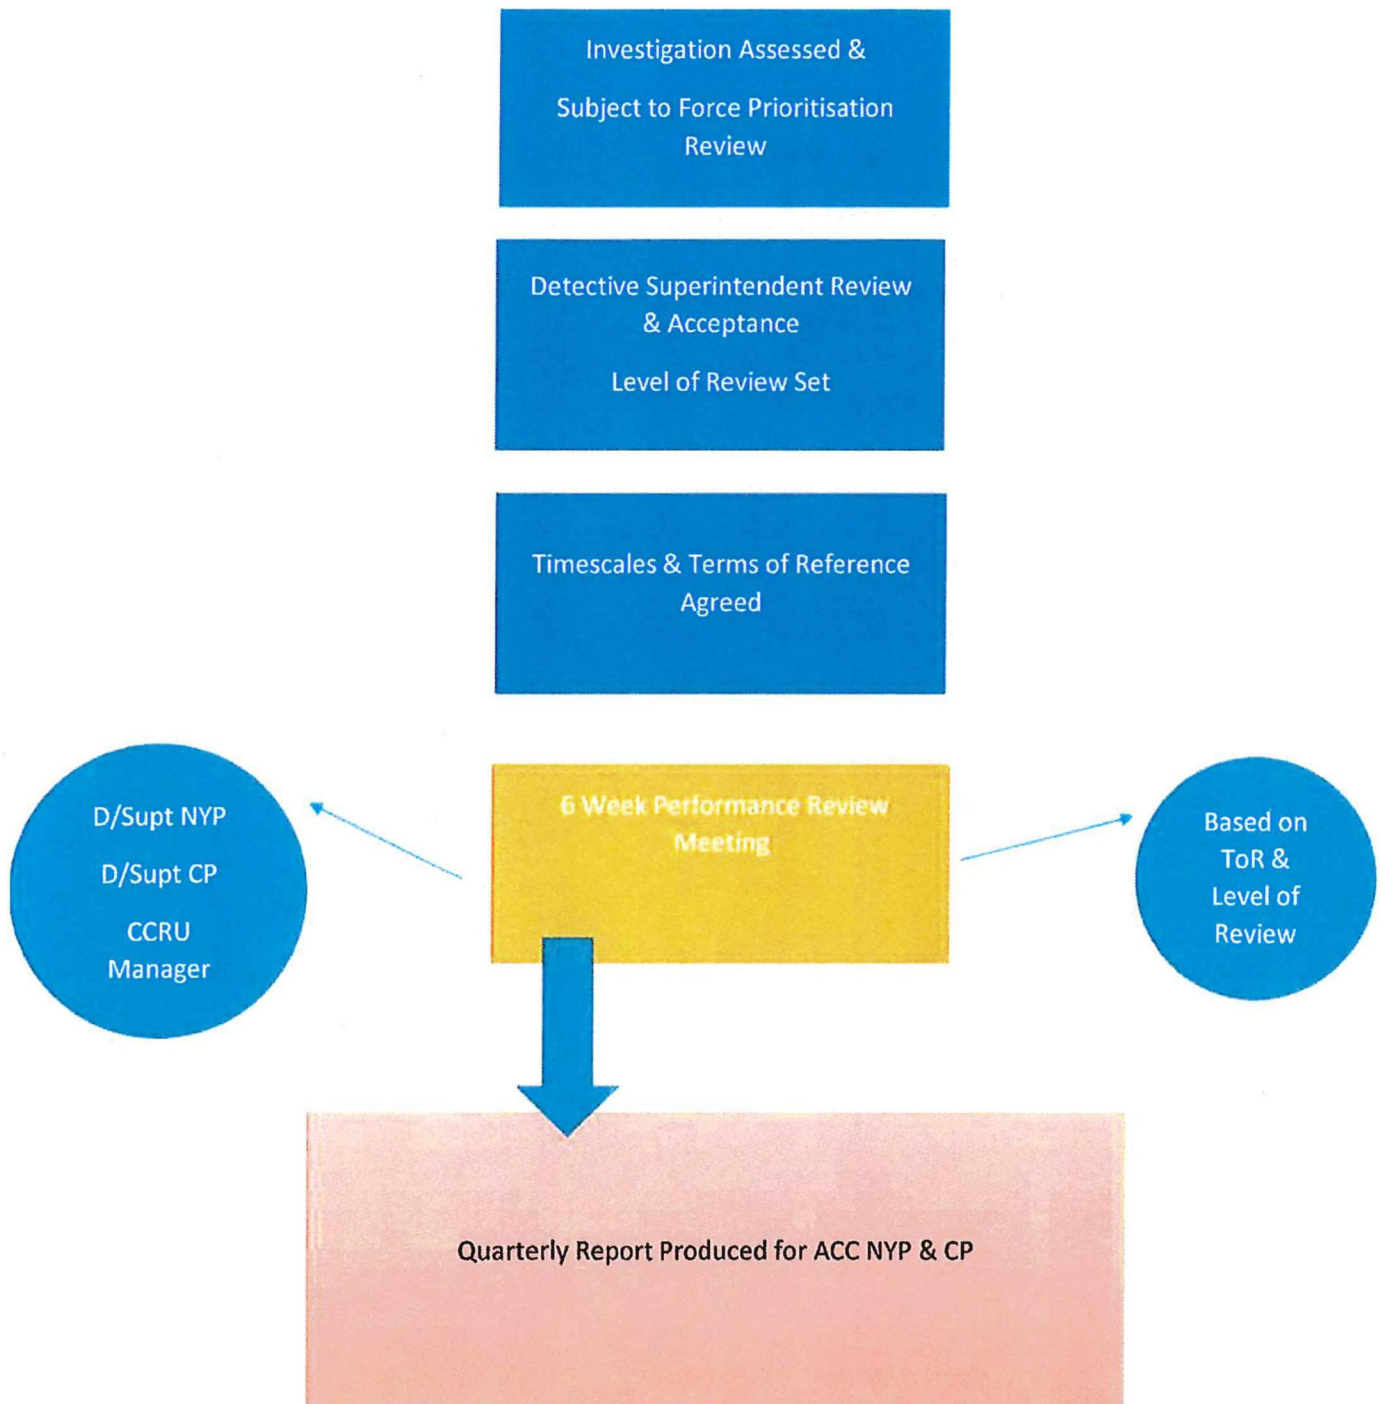 Investigation Assessed &
Subject to Force Prioritisation
Review
Detective Superintendent Review
& Acceptance
Level of Review Set
Timescales & Terms of Reference
Agreed
6 Week Performance Review
Meeting
D/Supt NYP
D/Supt CP
CCRU
Manager
Based on
ToR &
Level of
Review
Quarterly Report Produced for ACC NYP & CP